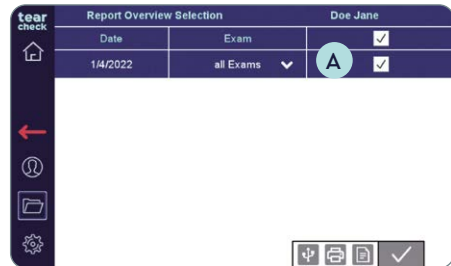 tear
check
Report Overview Selection Doe Jane
Date Exam
1/4/2022 all Exams A